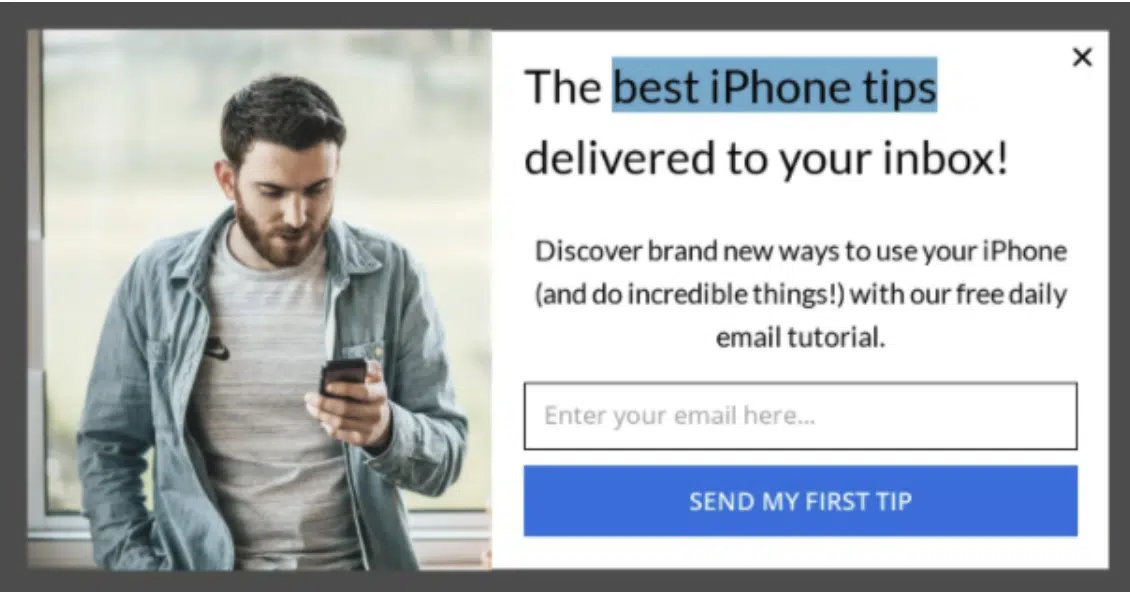 The best iPhone tips
delivered to your inbox!
Discover brand new ways to use your iPhone
(and do incredible things!) with our free daily
email tutorial.
Enter your email here...
SEND MY FIRST TIP